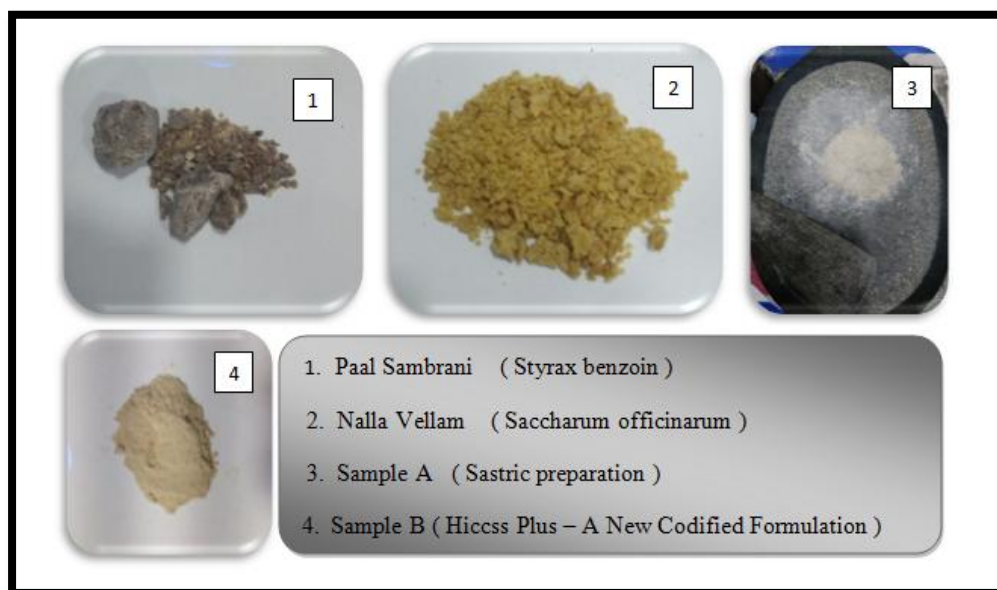 1
2
3
4
1. Paal Sambrani ( Styrax benzoin )
2. Nalla Vellam ( Saccharum officinarum )
3. Sample A ( Sastric preparation )
4. Sample B ( Hiccss Plus – A New Codified Formulation )